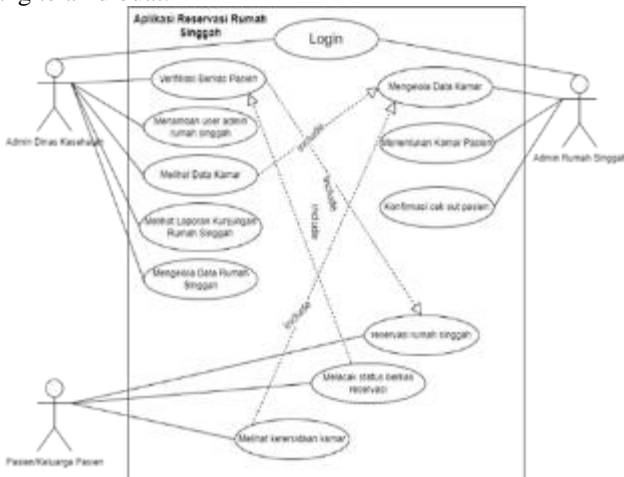 Aplikasi Reservasi Rumah
Singgah
Login
Verifikasi Berkas Pasien
Mengelola Data Kamar
Menambah user admin
rumah singgah
Admin Dinas Kesehatan
Melihat Data Kamar
Menentukan Kamar Pasien
Admin Rumah Singgah
include
include
include
include
Melihat Laporan Kunjungan
Rumah Singgah
Konfirmasi cek out pasien
Mengelola Data Rumah
Singgah
reservasi rumah singgah
Melacak status berkas
reservasi
Melihat ketersediaan kamar
Pasien/Keluarga Pasien